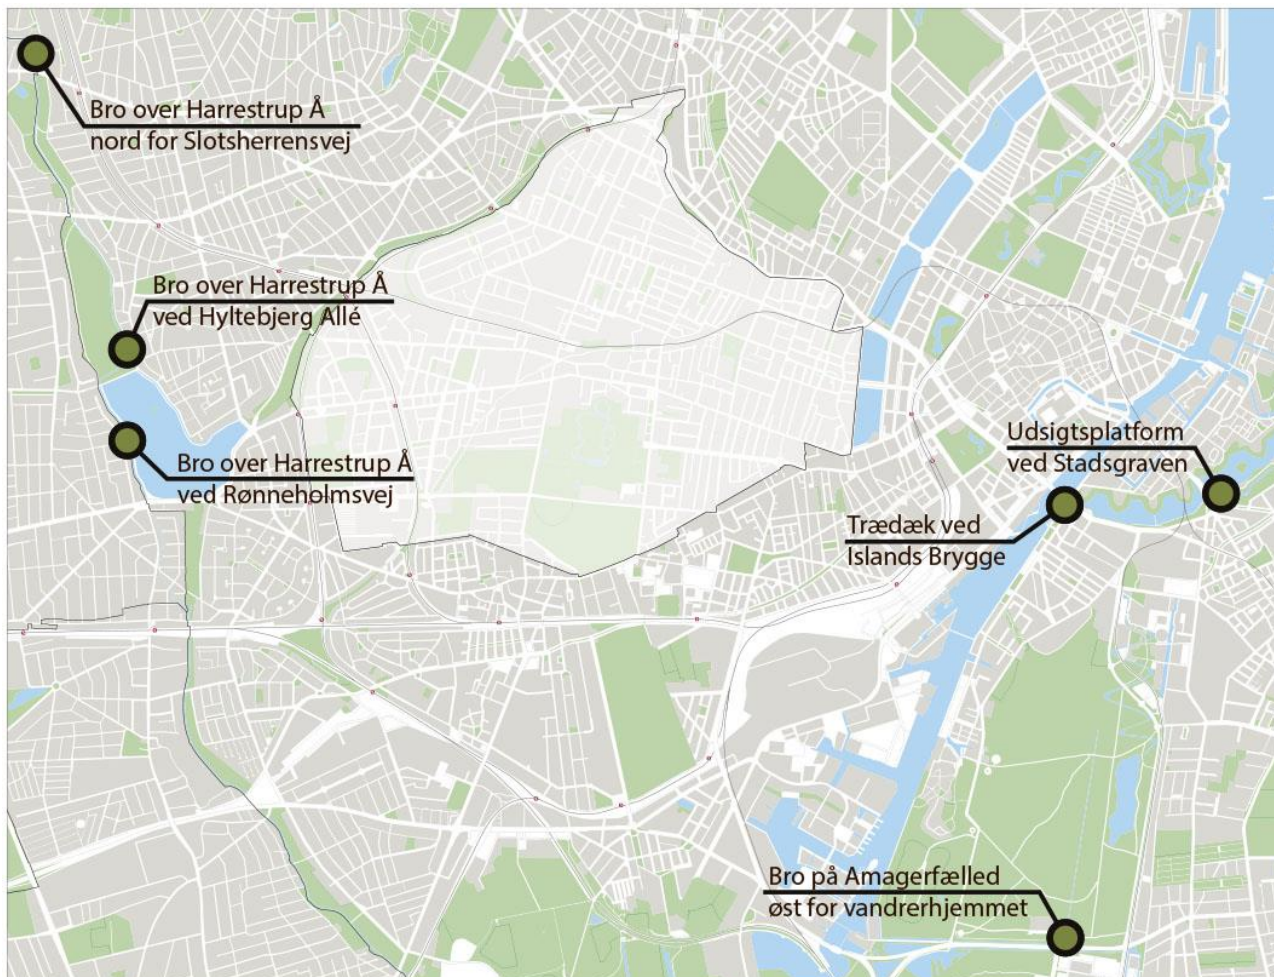 Bro over Harrestrup Å
nord for Slotsherrensvej
Bro over Harrestrup Å
ved Hyltebjerg Allé
Bro over Harrestrup Å
ved Rønneholmsvej
Udsigtsplatform
ved Stadsgraven
Trædæk ved
Islands Brygge
Bro på Amagerfælled
øst for vandrerhjemmet